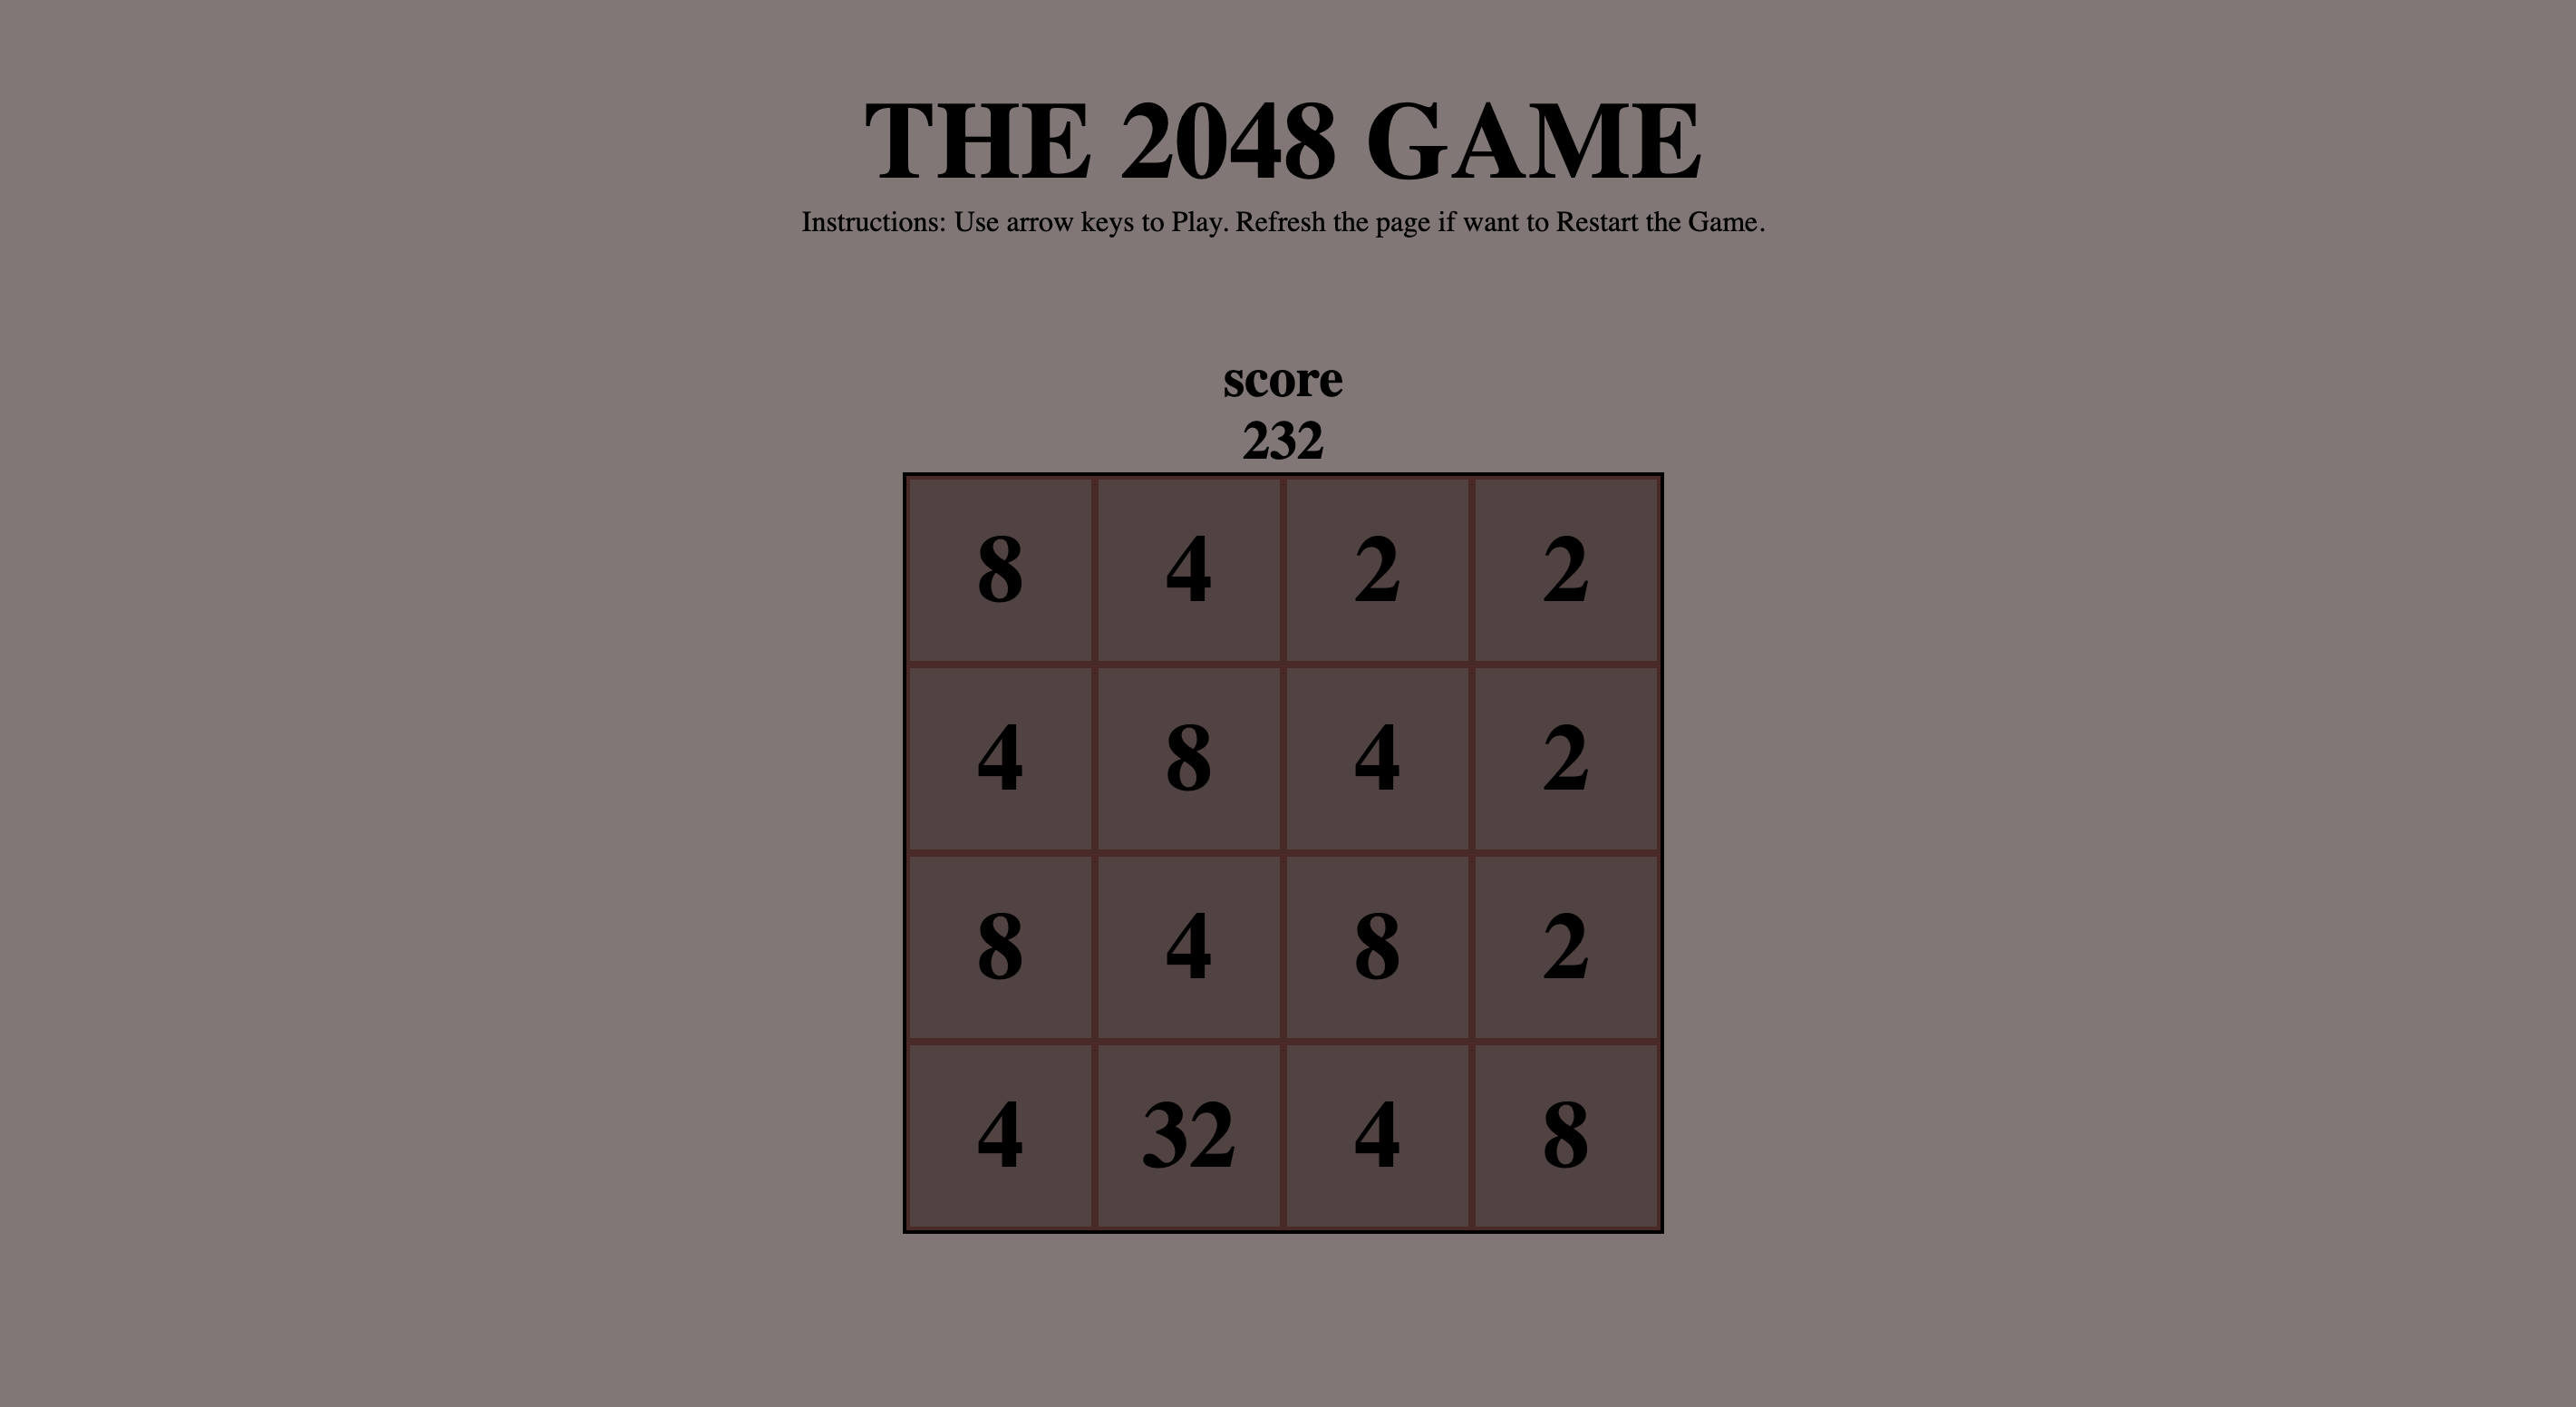 THE 2048 GAME
Instructions: Use arrow keys to Play. Refresh the page if want to Restart the Game.
score
232
8 4 2 2
4 8 4 2
8 4 8 2
4 32 4 8